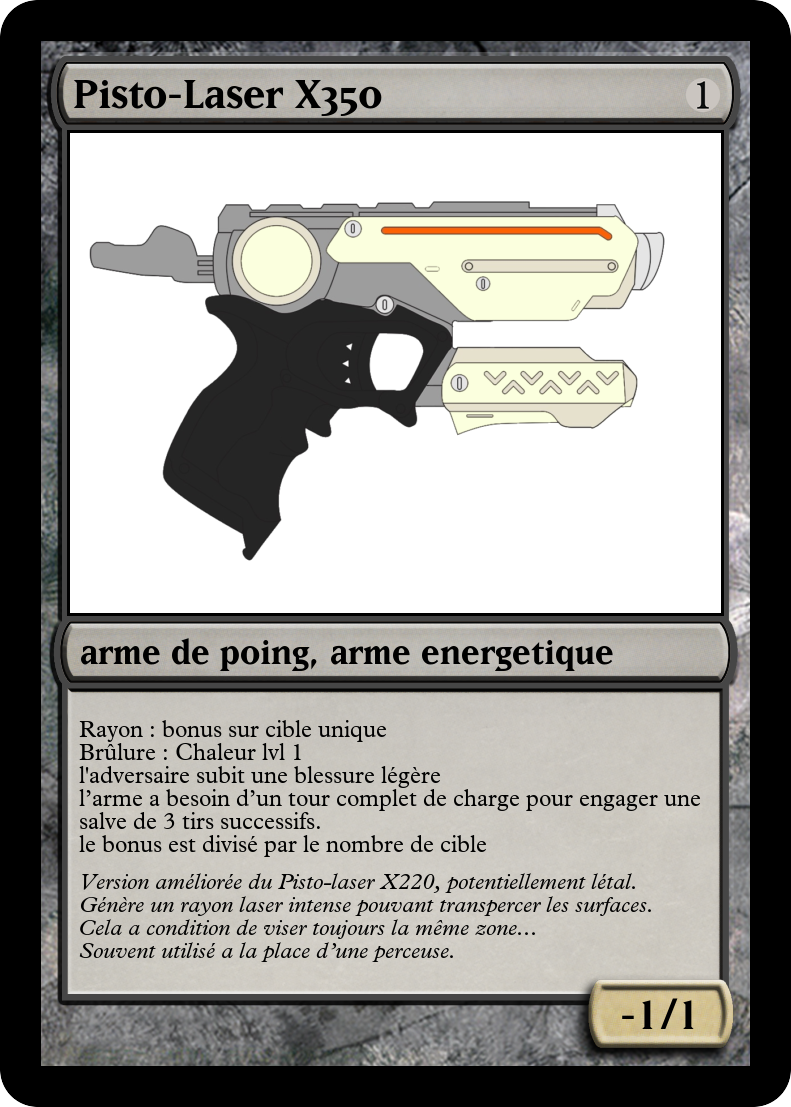 Pisto-Laser X350
1
arme de poing, arme energetique
Rayon : bonus sur cible unique
Brûlure : Chaleur lvl 1
l'adversaire subit une blessure légère
l’arme a besoin d’un tour complet de charge pour engager une
salve de 3 tirs successifs.
le bonus est divisé par le nombre de cible
Version améliorée du Pisto-laser X220, potentiellement létal.
Génère un rayon laser intense pouvant transpercer les surfaces.
Cela a condition de viser toujours la même zone…
Souvent utilisé a la place d’une perceuse.
-1/1